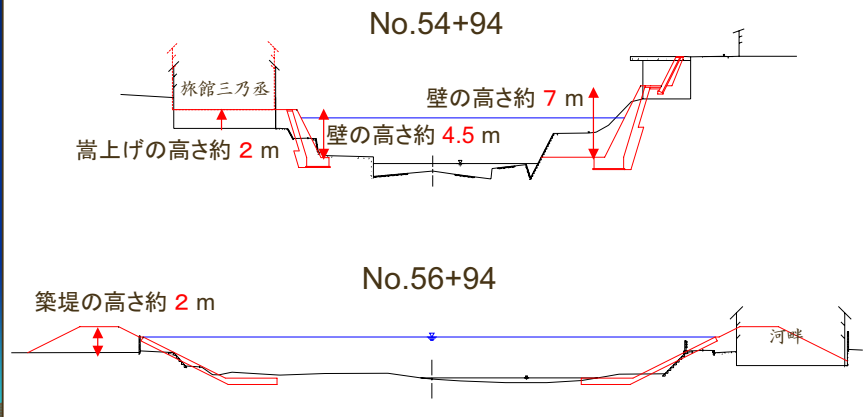 No.54+94
旅館三乃丞
壁の高さ約 7 m
壁の高さ約 4.5 m
嵩上げの高さ約 2 m
No.56+94
築堤の高さ約 2 m
河畔